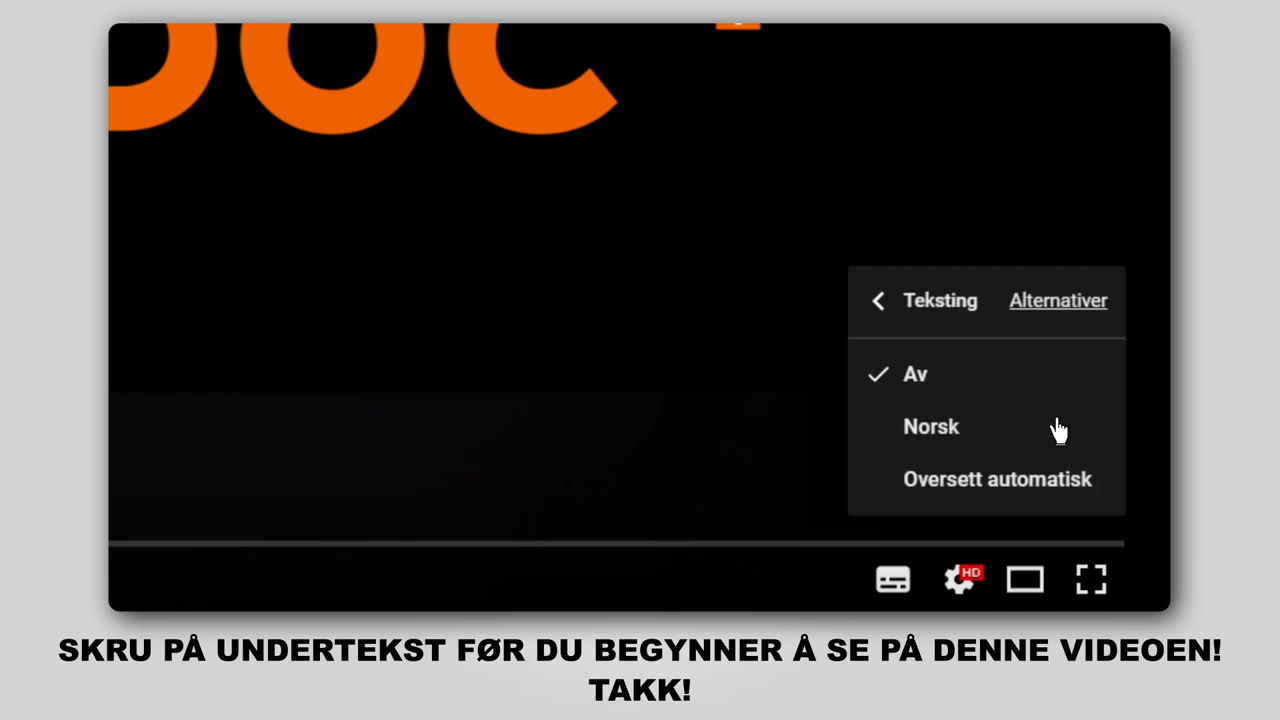 Teksting Alternativer
Av
Norsk
Oversett automatisk
HD
SKRU PÅ UNDERTEKST FØR DU BEGYNNER Å SE PÅ DENNE VIDEOEN!
TAKK!